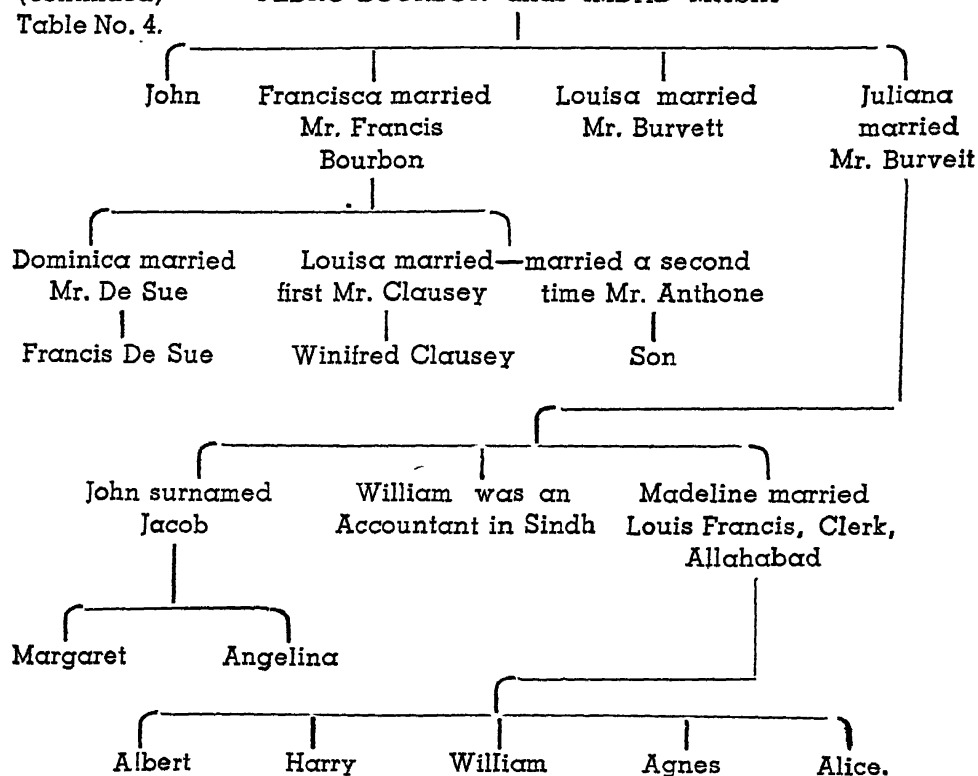 Table No. 4.
John Francisca married Louisa married Juliana
Mr. Francis Mr. Burvett married
Bourbon Mr. Burveit
Dominica married Louisa married—married a second
Mr. De Sue first Mr. Clausey time Mr. Anthone
Francis De Sue Winifred Clausey Son
John surnamed William was an Madeline married
Jacob Accountant in Sindh Louis Francis, Clerk,
Allahabad
Margaret Angelina
Albert Harry William Agnes Alice.